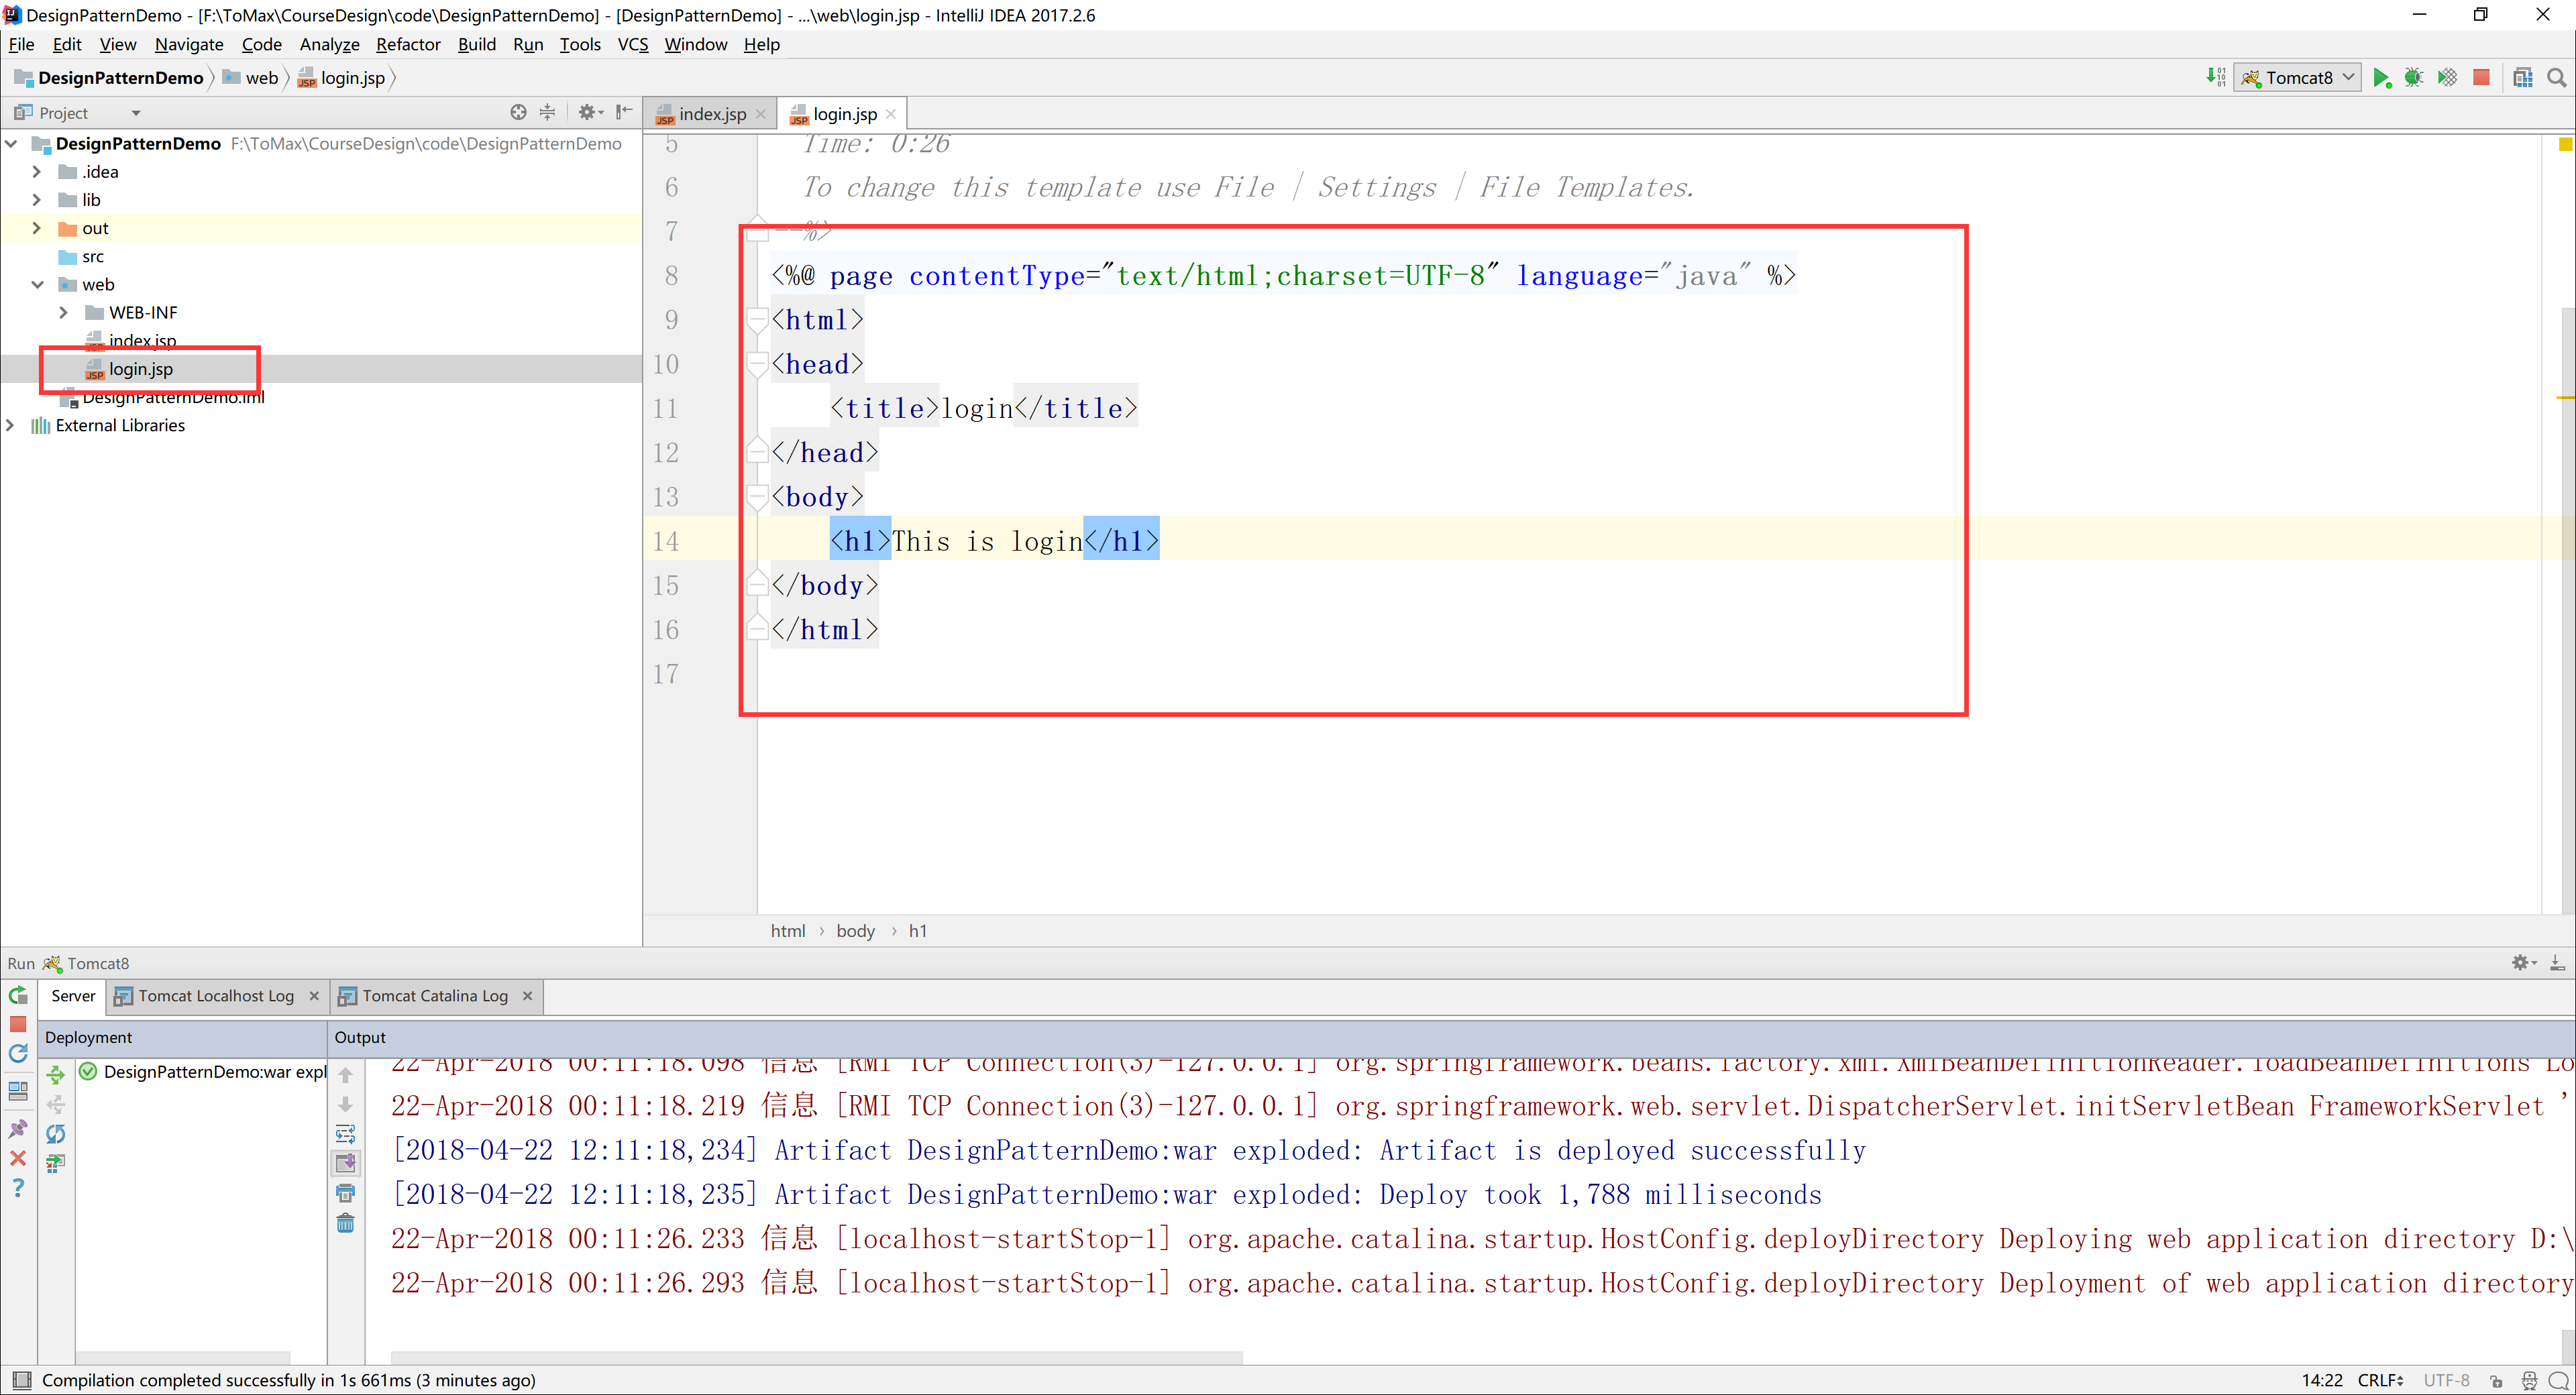 DesignPatternDemo - [F:\ToMax\CourseDesign\code\DesignPatternDemo] - [DesignPatternDemo] - ...\web\login.jsp - IntelliJ IDEA 2017.2.6
File Edit View Navigate Code Analyze Refactor Build Run Tools VCS Window Help
DesignPatternDemo web login.jsp
Tomcat8
Project
index.jsp login.jsp
DesignPatternDemo F:\ToMax\CourseDesign\code\DesignPatternDemo
.idea
lib
out
src
web
WEB-INF
index.jsp
login.jsp
DesignPatternDemo.iml
External Libraries
5 Time: 0:26
6 To change this template use File | Settings | File Templates.
7 --%>
8 <%@ page contentType="text/html;charset=UTF-8" language="java" %>
9 <html>
10 <head>
11 <title>login</title>
12 </head>
13 <body>
14 <h1>This is login</h1>
15 </body>
16 </html>
17
html › body › h1
Run Tomcat8
Server Tomcat Localhost Log Tomcat Catalina Log
Deployment Output
DesignPatternDemo:war expl
22-Apr-2018 00:11:18.098 信息 [RMI TCP Connection(3)-127.0.0.1] org.springframework.beans.factory.xml.XmlBeanDefinitionReader.loadBeanDefinitions Lo
22-Apr-2018 00:11:18.219 信息 [RMI TCP Connection(3)-127.0.0.1] org.springframework.web.servlet.DispatcherServlet.initServletBean FrameworkServlet '
[2018-04-22 12:11:18,234] Artifact DesignPatternDemo:war exploded: Artifact is deployed successfully
[2018-04-22 12:11:18,235] Artifact DesignPatternDemo:war exploded: Deploy took 1,788 milliseconds
22-Apr-2018 00:11:26.233 信息 [localhost-startStop-1] org.apache.catalina.startup.HostConfig.deployDirectory Deploying web application directory D:\
22-Apr-2018 00:11:26.293 信息 [localhost-startStop-1] org.apache.catalina.startup.HostConfig.deployDirectory Deployment of web application directory
Compilation completed successfully in 1s 661ms (3 minutes ago)
14:22 CRLF UTF-8